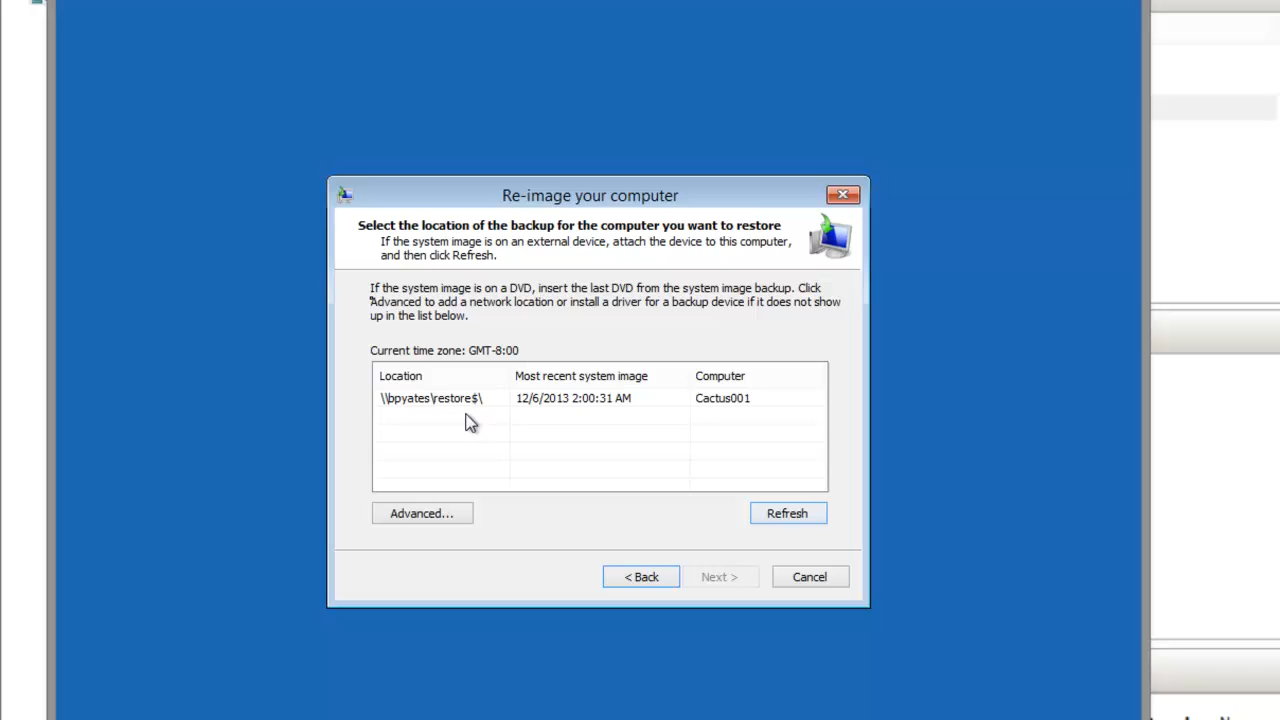 Re-image your computer
Select the location of the backup for the computer you want to restore
If the system image is on an external device, attach the device to this computer,
and then click Refresh.
If the system image is on a DVD, insert the last DVD from the system image backup. Click
Advanced to add a network location or install a driver for a backup device if it does not show
up in the list below.
Current time zone: GMT-8:00
Location Most recent system image Computer
\\bpyates\restore$\ 12/6/2013 2:00:31 AM Cactus001
Advanced... Refresh
< Back Next > Cancel